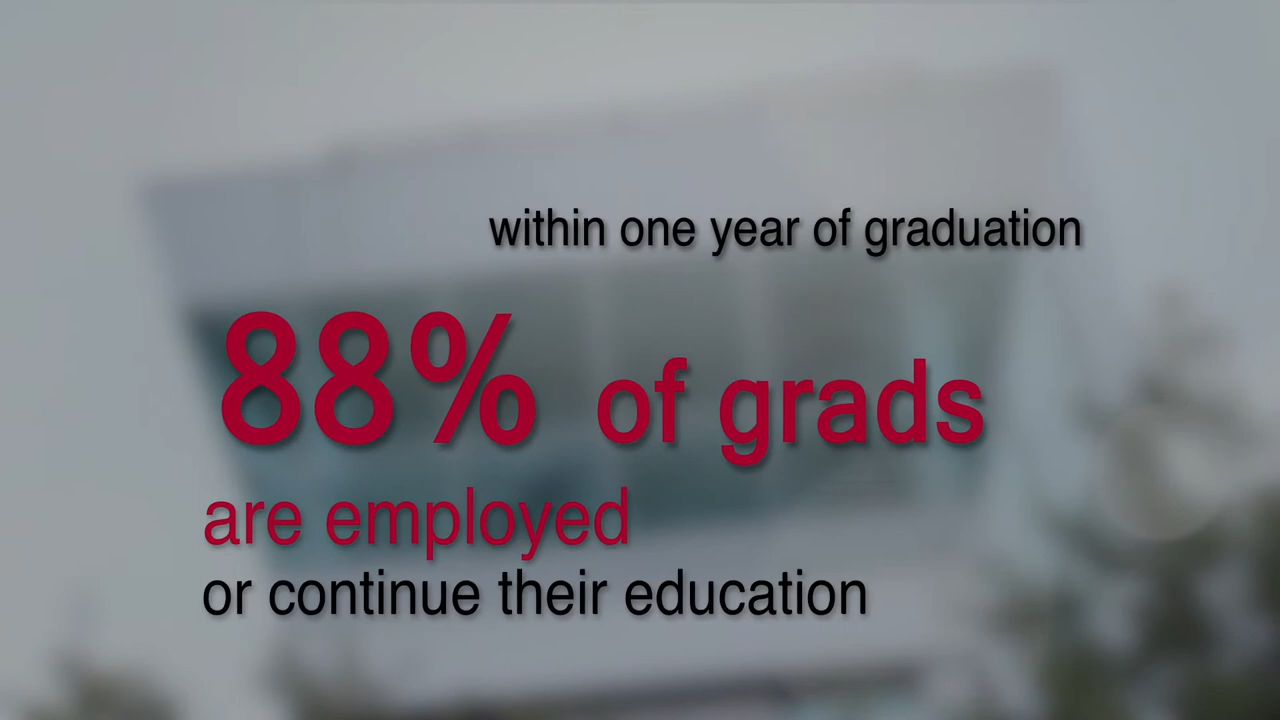 within one year of graduation
88% of grads
are employed
or continue their education